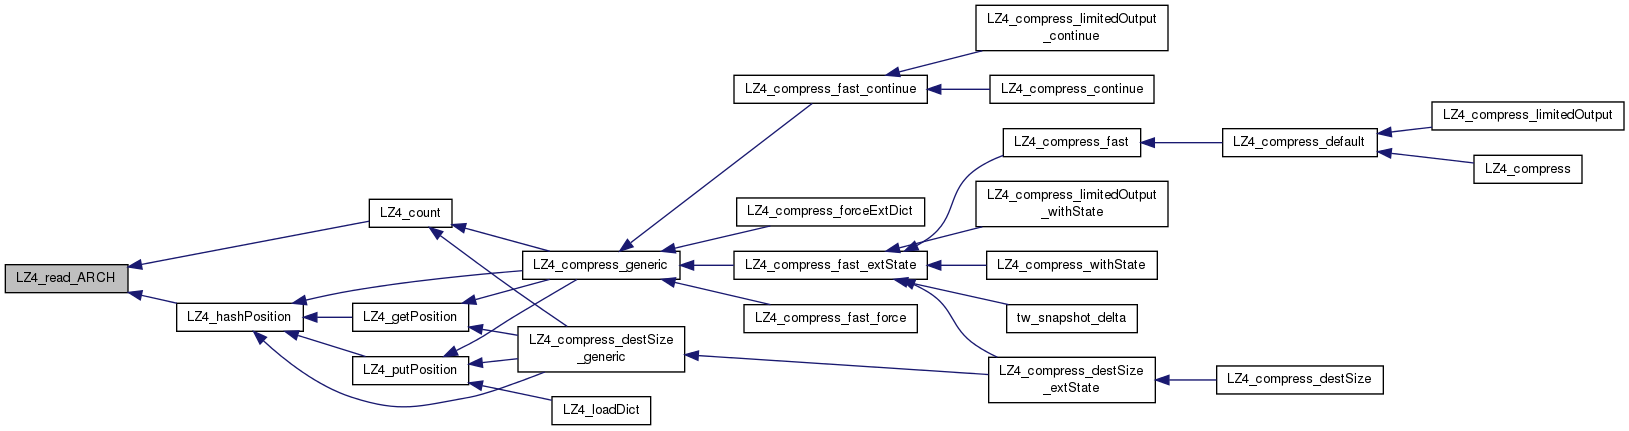 LZ4_compress_limitedOutput
_continue
LZ4_compress_fast_continue
LZ4_compress_continue
LZ4_compress_limitedOutput
LZ4_compress_fast
LZ4_compress_default
LZ4_compress
LZ4_compress_limitedOutput
_withState
LZ4_count
LZ4_compress_forceExtDict
LZ4_read_ARCH
LZ4_compress_generic
LZ4_compress_fast_extState
LZ4_compress_withState
LZ4_hashPosition
LZ4_getPosition
LZ4_compress_fast_force
tw_snapshot_delta
LZ4_compress_destSize
_generic
LZ4_putPosition
LZ4_compress_destSize
_extState
LZ4_compress_destSize
LZ4_loadDict